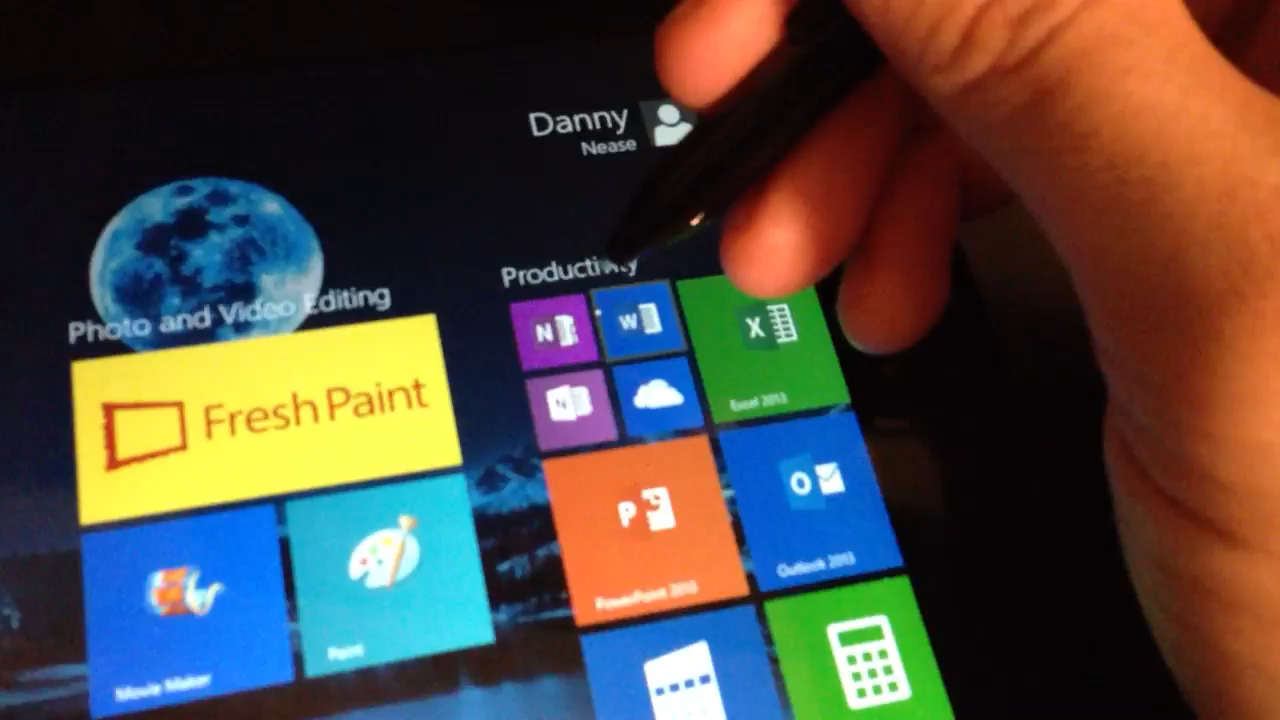 Danny
Nease
Photo and Video Editing
Productivity
Fresh Paint
N
W
X
Excel 2013
N
P
PowerPoint 2013
O
Outlook 2013
Movie Maker
Paint